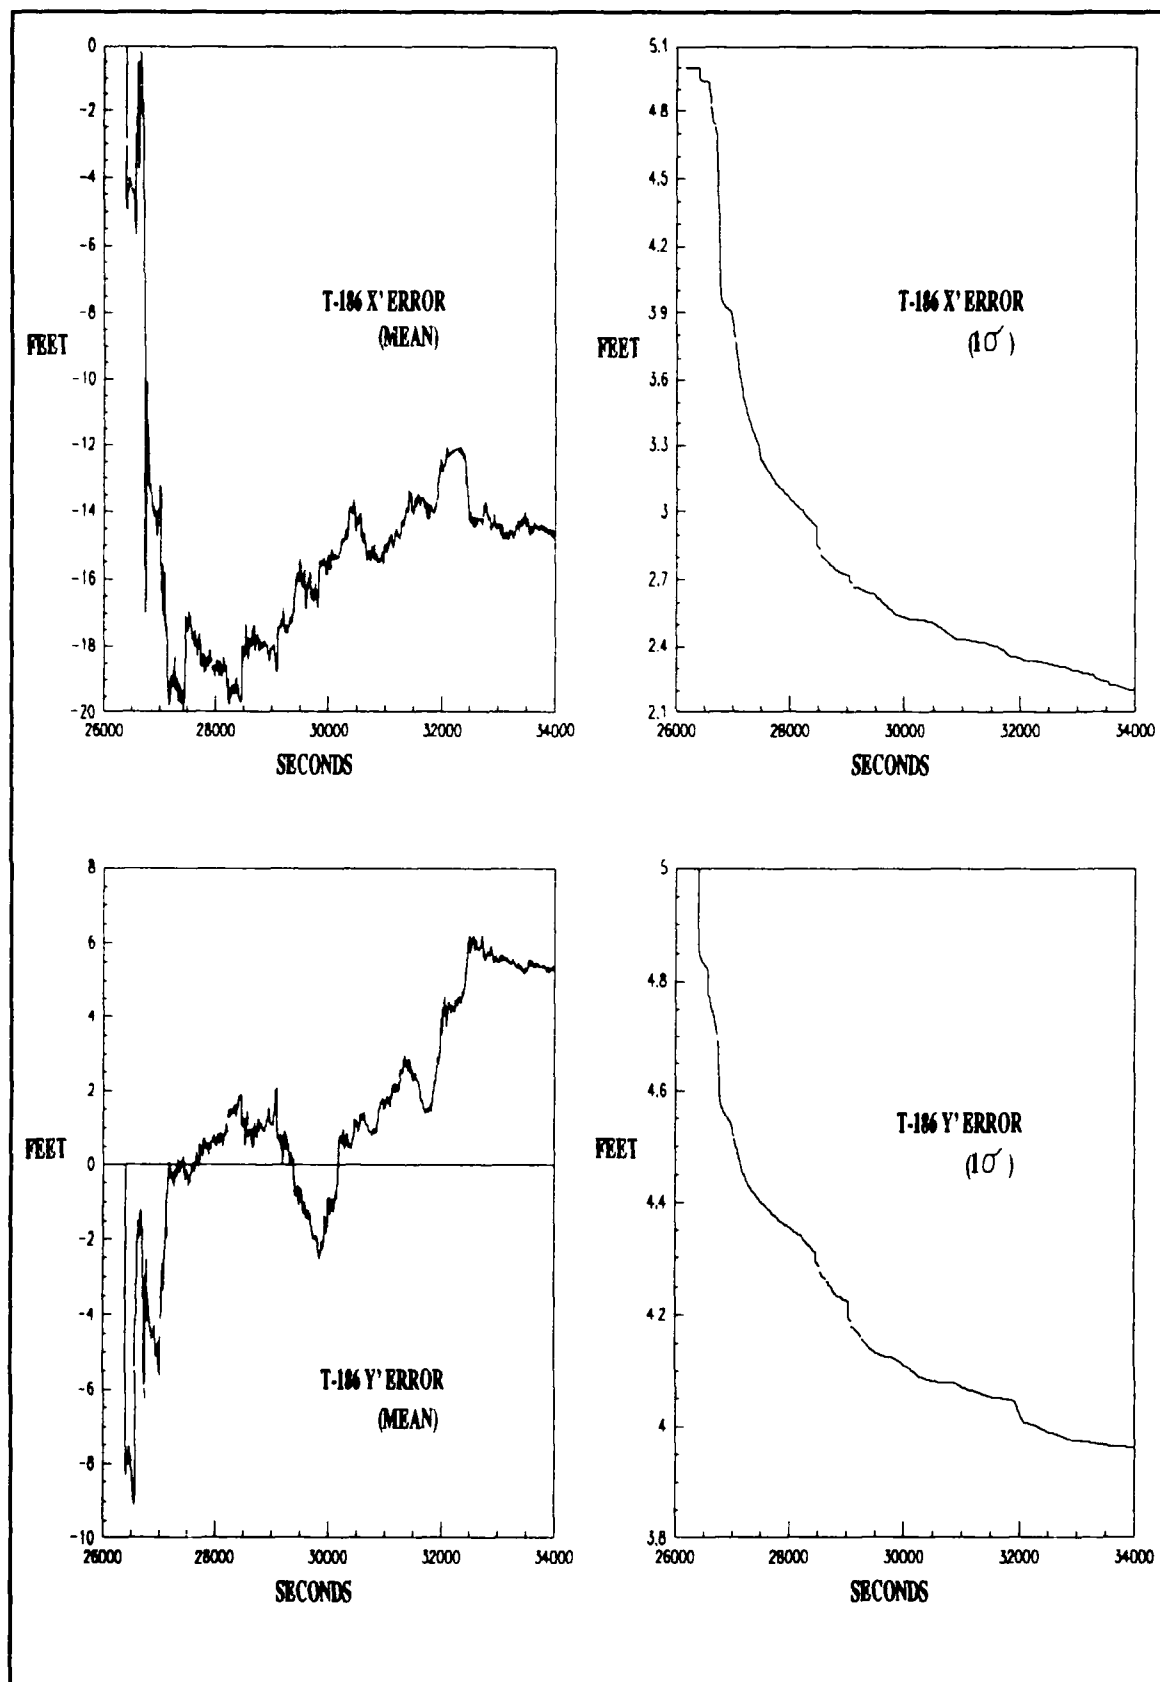 0
-2
-4
-6
-8
-10
-12
-14
-16
-18
-20
FEET
T-186 X' ERROR
(MEAN)
26000 28000 30000 32000 34000
SECONDS
5.1
4.8
4.5
4.2
3.9
3.6
3.3
3
2.7
2.4
2.1
FEET
T-186 X' ERROR
(1σ)
26000 28000 30000 32000 34000
SECONDS
8
6
4
2
0
-2
-4
-6
-8
-10
FEET
T-186 Y' ERROR
(MEAN)
26000 28000 30000 32000 34000
SECONDS
5
4.8
4.6
4.4
4.2
4
3.8
FEET
T-186 Y' ERROR
(1σ)
26000 28000 30000 32000 34000
SECONDS